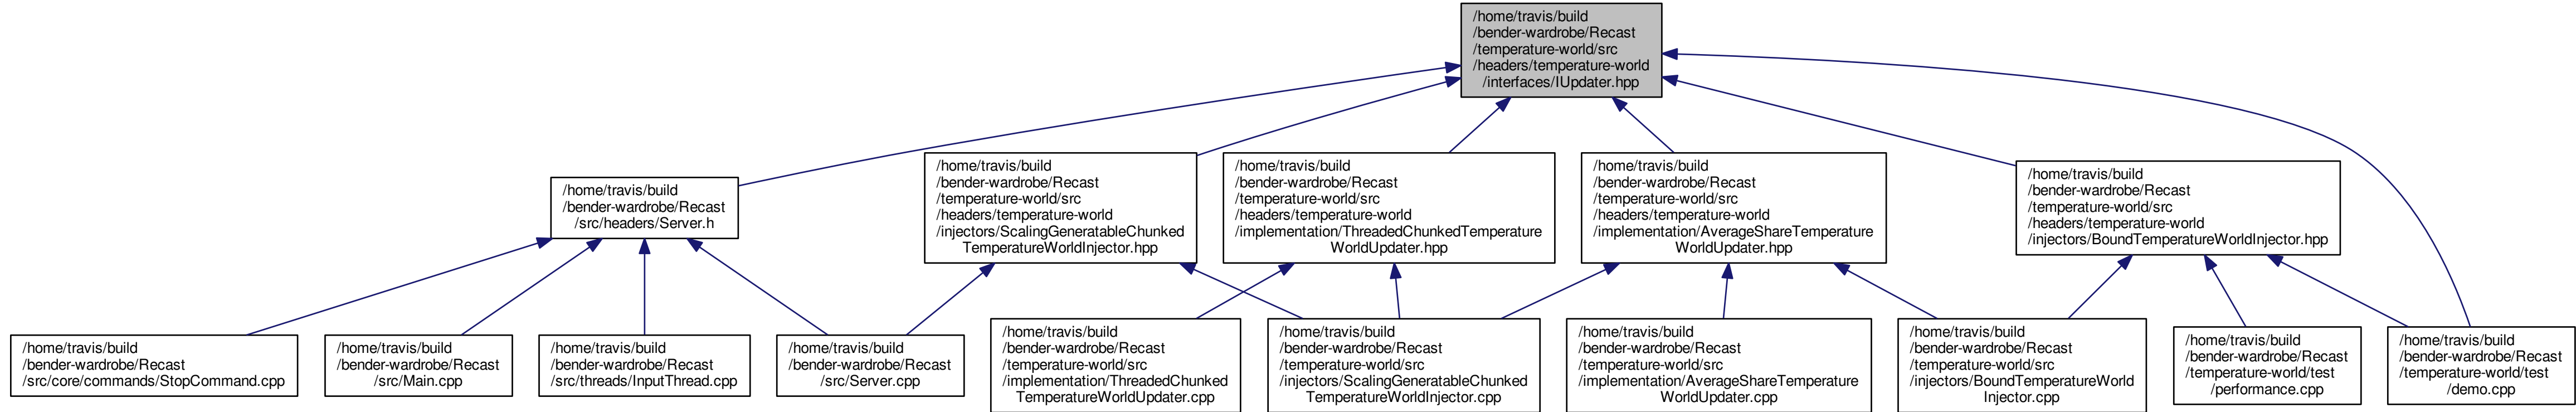 /home/travis/build
/bender-wardrobe/Recast
/temperature-world/src
/headers/temperature-world
/interfaces/IUpdater.hpp
/home/travis/build
/bender-wardrobe/Recast
/src/headers/Server.h
/home/travis/build
/bender-wardrobe/Recast
/temperature-world/src
/headers/temperature-world
/injectors/ScalingGeneratableChunked
TemperatureWorldInjector.hpp
/home/travis/build
/bender-wardrobe/Recast
/temperature-world/src
/headers/temperature-world
/implementation/ThreadedChunkedTemperature
WorldUpdater.hpp
/home/travis/build
/bender-wardrobe/Recast
/temperature-world/src
/headers/temperature-world
/implementation/AverageShareTemperature
WorldUpdater.hpp
/home/travis/build
/bender-wardrobe/Recast
/temperature-world/src
/headers/temperature-world
/injectors/BoundTemperatureWorldInjector.hpp
/home/travis/build
/bender-wardrobe/Recast
/src/core/commands/StopCommand.cpp
/home/travis/build
/bender-wardrobe/Recast
/src/Main.cpp
/home/travis/build
/bender-wardrobe/Recast
/src/threads/InputThread.cpp
/home/travis/build
/bender-wardrobe/Recast
/src/Server.cpp
/home/travis/build
/bender-wardrobe/Recast
/temperature-world/src
/implementation/ThreadedChunked
TemperatureWorldUpdater.cpp
/home/travis/build
/bender-wardrobe/Recast
/temperature-world/src
/injectors/ScalingGeneratableChunked
TemperatureWorldInjector.cpp
/home/travis/build
/bender-wardrobe/Recast
/temperature-world/src
/implementation/AverageShareTemperature
WorldUpdater.cpp
/home/travis/build
/bender-wardrobe/Recast
/temperature-world/src
/injectors/BoundTemperatureWorld
Injector.cpp
/home/travis/build
/bender-wardrobe/Recast
/temperature-world/test
/performance.cpp
/home/travis/build
/bender-wardrobe/Recast
/temperature-world/test
/demo.cpp